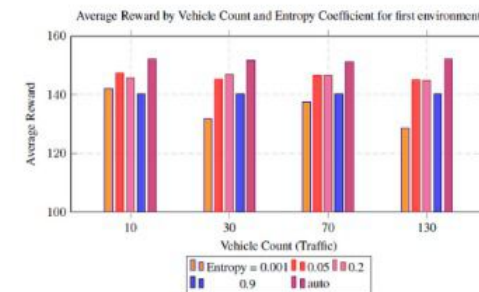 Average Reward by Vehicle Count and Entropy Coefficient for first environment
160
140
120
100
Average Reward
10 30 70 130
Vehicle Count (Traffic)
Entropy = 0.001 0.05 0.2
0.9 auto